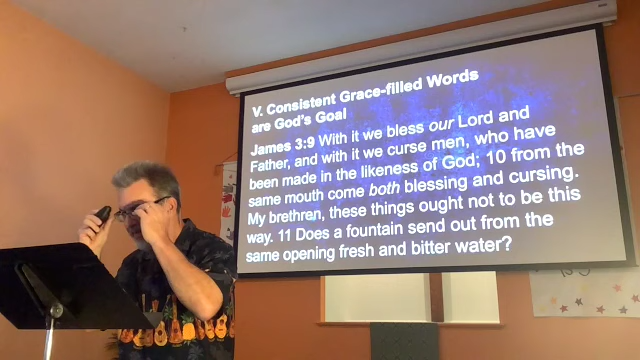 V. Consistent Grace-filled Words
are God's Goal
James 3:9 With it we bless our Lord and
Father, and with it we curse men, who have
been made in the likeness of God; 10 from the
same mouth come both blessing and cursing.
My brethren, these things ought not to be this
way. 11 Does a fountain send out from the
same opening fresh and bitter water?